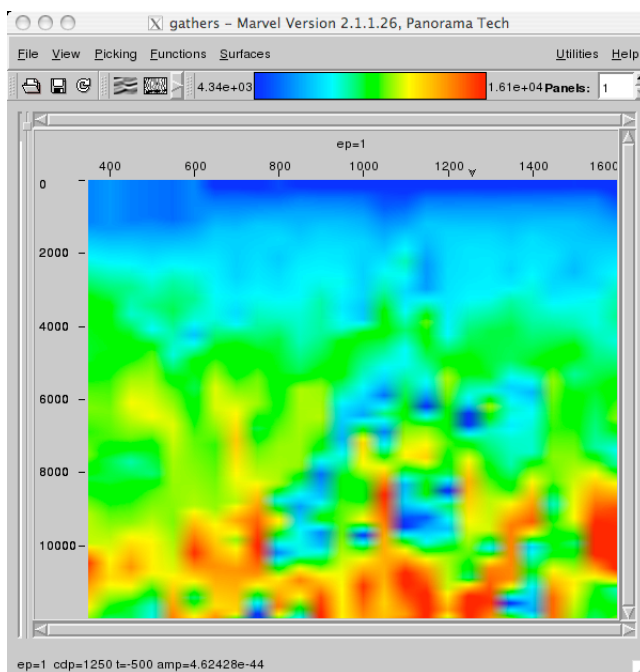 gathers – Marvel Version 2.1.1.26, Panorama Tech
File View Picking Functions Surfaces Utilities Help
4.34e+03 1.61e+04 Panels: 1
ep=1
400 600 800 1000 1200 1400 1600
0
2000
4000
6000
8000
10000
ep=1 cdp=1250 t=-500 amp=4.62428e-44